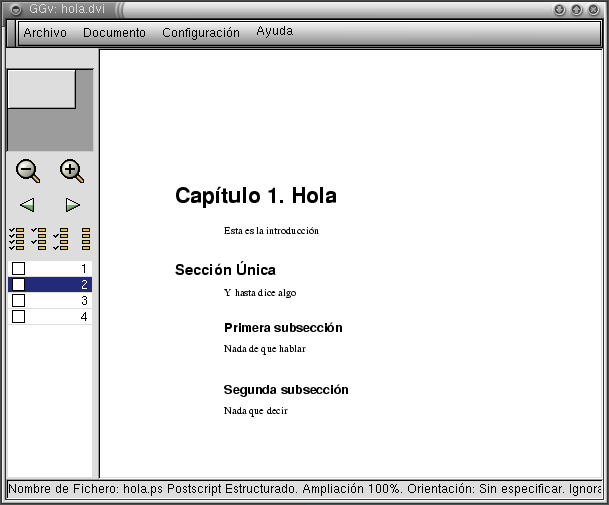 GGv: hola.dvi
Archivo Documento Configuración Ayuda
Capítulo 1. Hola
Esta es la introducción
Sección Única
Y hasta dice algo
Primera subsección
Nada de que hablar
Segunda subsección
Nada que decir
1
2
3
4
Nombre de Fichero: hola.ps Postscript Estructurado. Ampliación 100%. Orientación: Sin especificar. Ignora